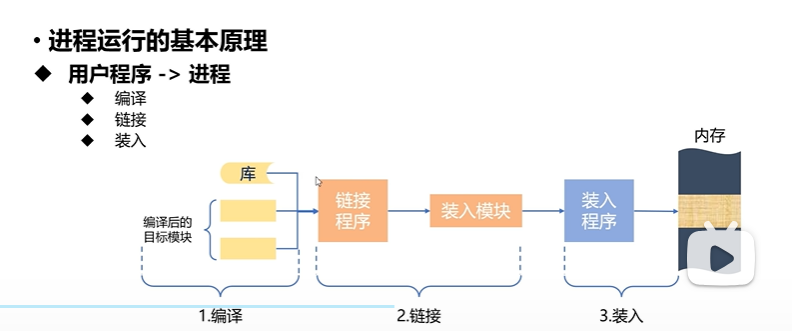 • 进程运行的基本原理
◆ 用户程序 -> 进程
◆ 编译
◆ 链接
◆ 装入
内存
库
编译后的
目标模块
链接
程序
装入模块
装入
程序
1.编译
2.链接
3.装入